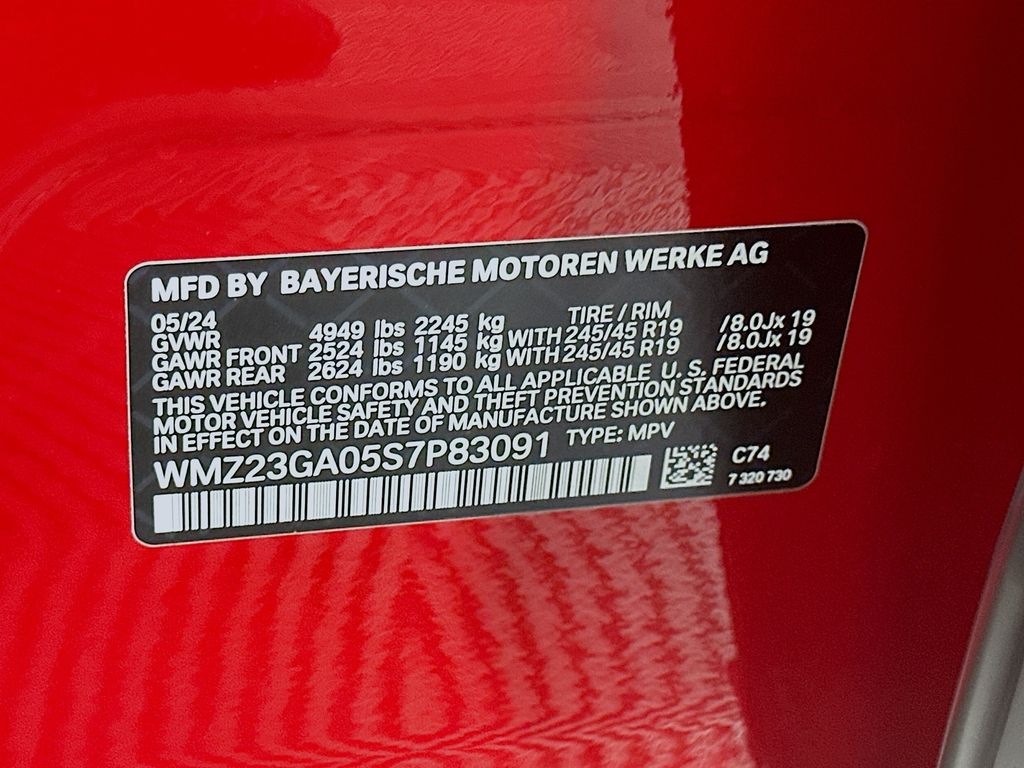 MFD BY BAYERISCHE MOTOREN WERKE AG
05/24 TIRE / RIM
GVWR 4949 lbs 2245 kg
GAWR FRONT 2524 lbs 1145 kg WITH 245/45 R19 /8.0Jx 19
GAWR REAR 2624 lbs 1190 kg WITH 245/45 R19 /8.0Jx 19
THIS VEHICLE CONFORMS TO ALL APPLICABLE U. S. FEDERAL
MOTOR VEHICLE SAFETY AND THEFT PREVENTION STANDARDS
IN EFFECT ON THE DATE OF MANUFACTURE SHOWN ABOVE.
WMZ23GA05S7P83091 TYPE: MPV
C74
7 320 730